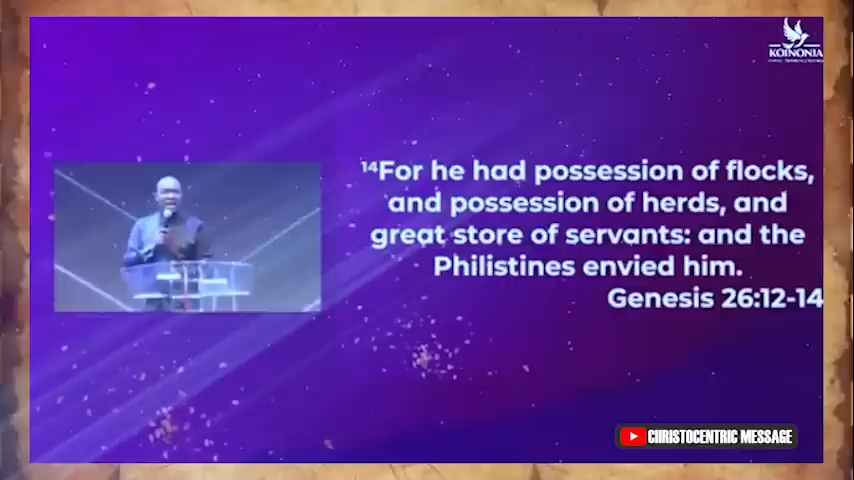 KOINONIA
¹⁴For he had possession of flocks,
and possession of herds, and
great store of servants: and the
Philistines envied him.
Genesis 26:12-14
CHRISTOCENTRIC MESSAGE